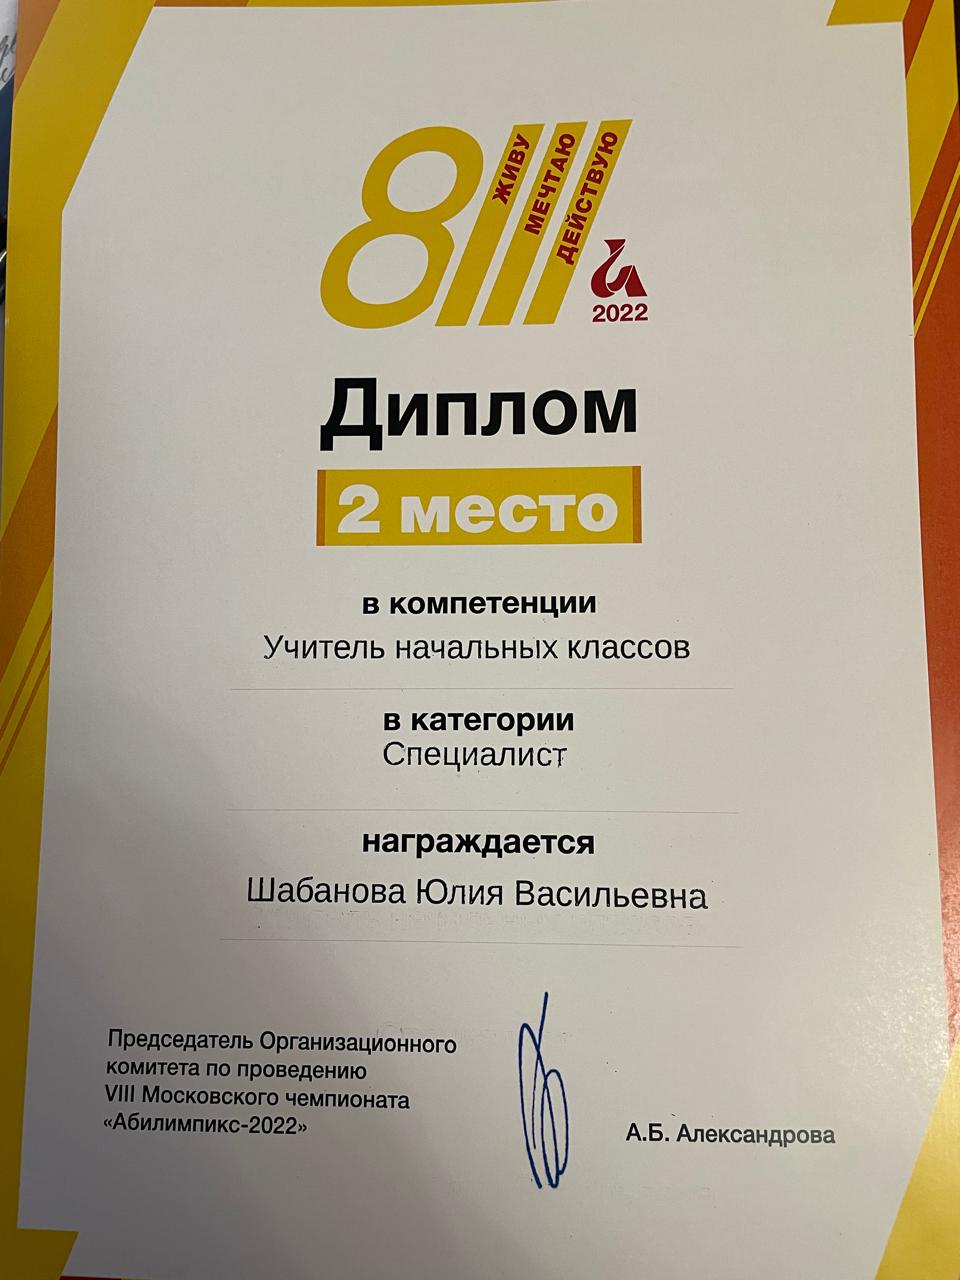 8
ЖИВУ
МЕЧТАЮ
ДЕЙСТВУЮ
2022
Диплом
2 место
в компетенции
Учитель начальных классов
в категории
Специалист
награждается
Шабанова Юлия Васильевна
Председатель Организационного
комитета по проведению
VIII Московского чемпионата
«Абилимпикс-2022»
А.Б. Александрова